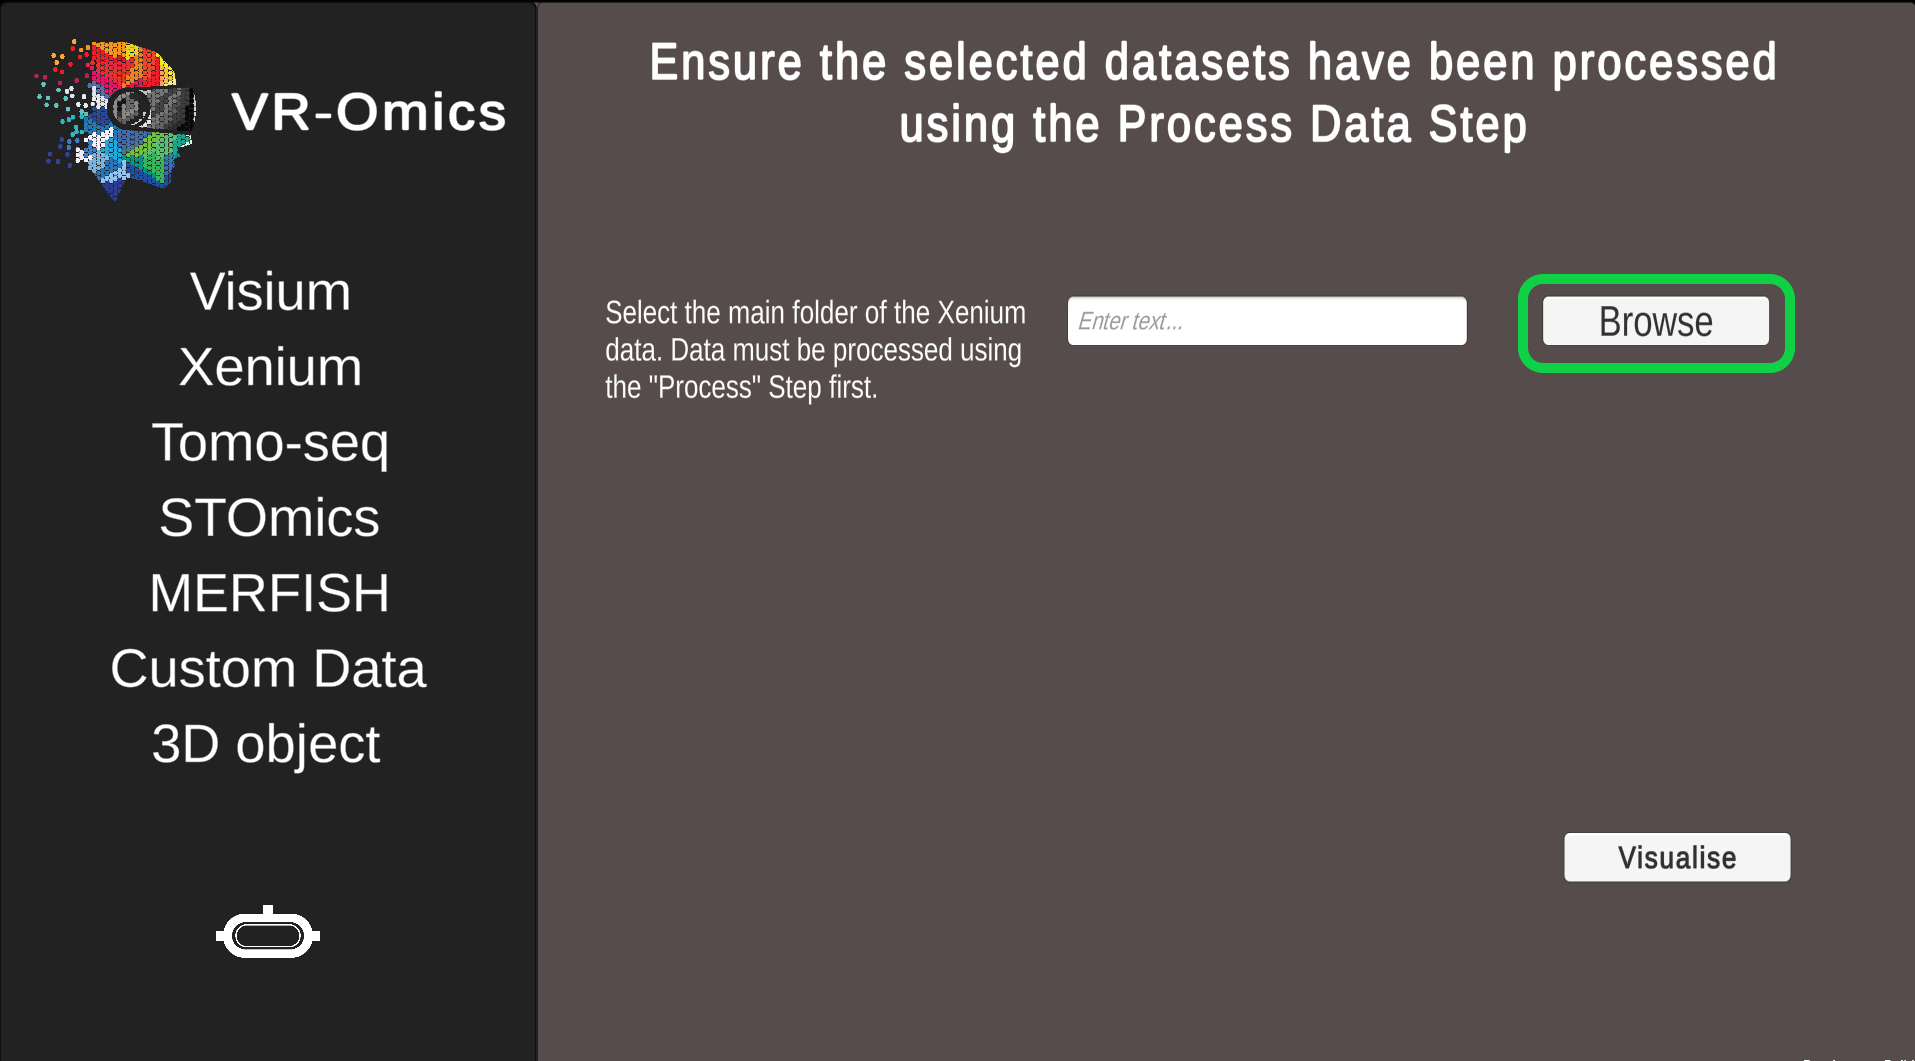 VR-Omics
Visium
Xenium
Tomo-seq
STOmics
MERFISH
Custom Data
3D object
Ensure the selected datasets have been processed
using the Process Data Step
Select the main folder of the Xenium
data. Data must be processed using
the "Process" Step first.
Enter text...
Browse
Visualise